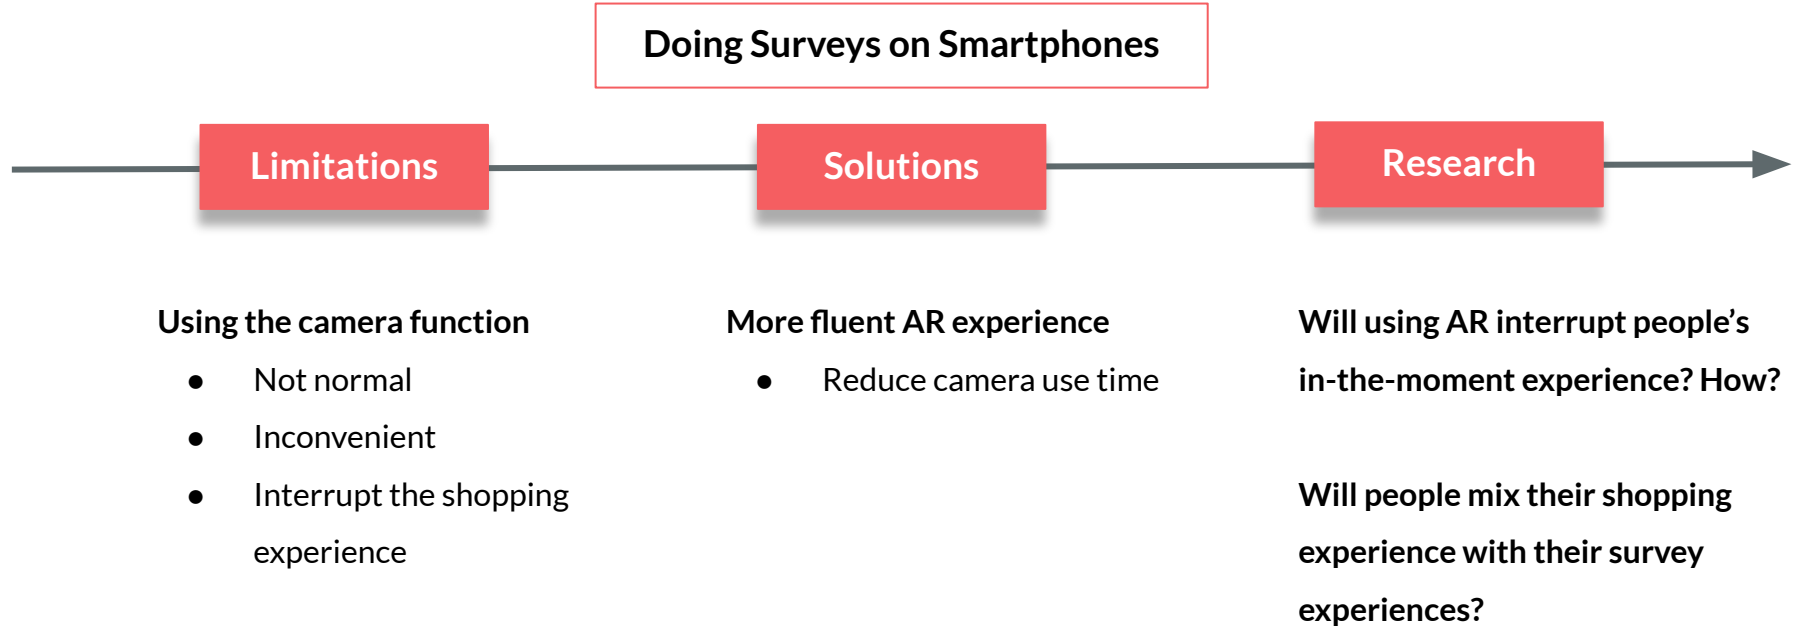 Doing Surveys on Smartphones
Limitations
Solutions
Research
Using the camera function
● Not normal
● Inconvenient
● Interrupt the shopping
experience
More fluent AR experience
● Reduce camera use time
Will using AR interrupt people’s
in-the-moment experience? How?
Will people mix their shopping
experience with their survey
experiences?